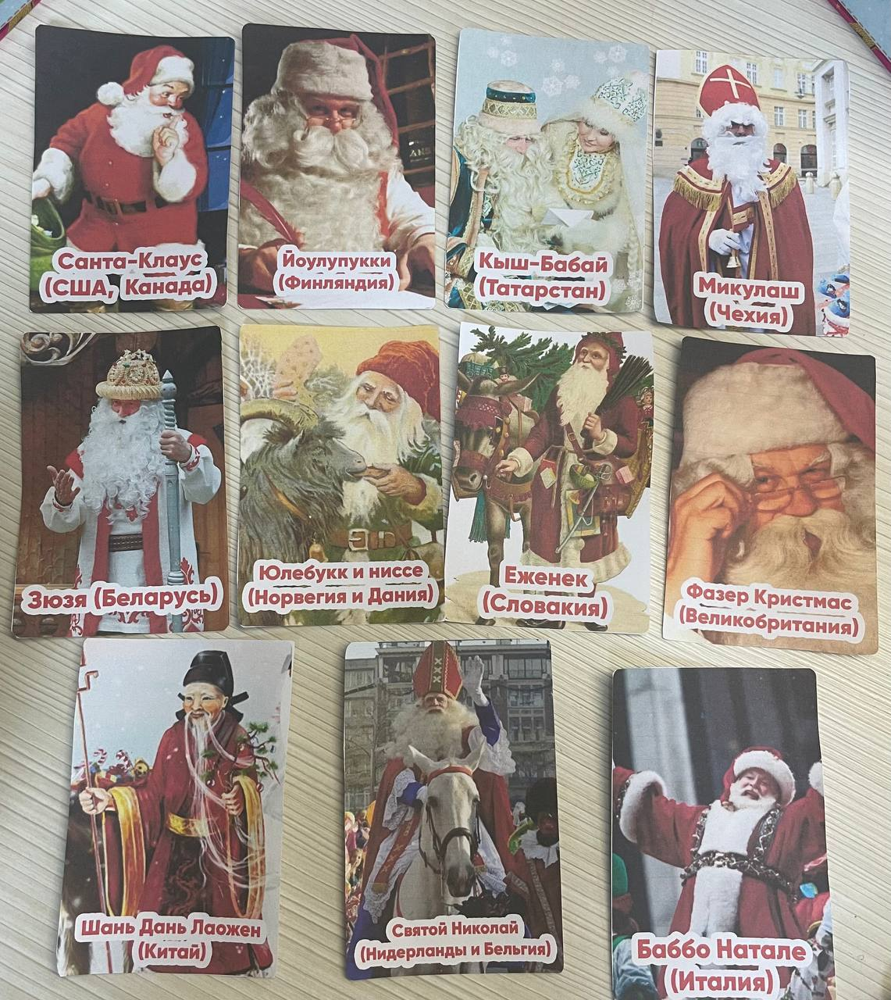 Санта-Клаус
(США, Канада)
Йоулупукки
(Финляндия)
Кыш-Бабай
(Татарстан)
Микулаш
(Чехия)
Зюзя (Беларусь)
Юлебукк и ниссе
(Норвегия и Дания)
Еженек
(Словакия)
Фазер Кристмас
(Великобритания)
Шань Дань Лаожен
(Китай)
Святой Николай
(Нидерланды и Бельгия)
Баббо Натале
(Италия)